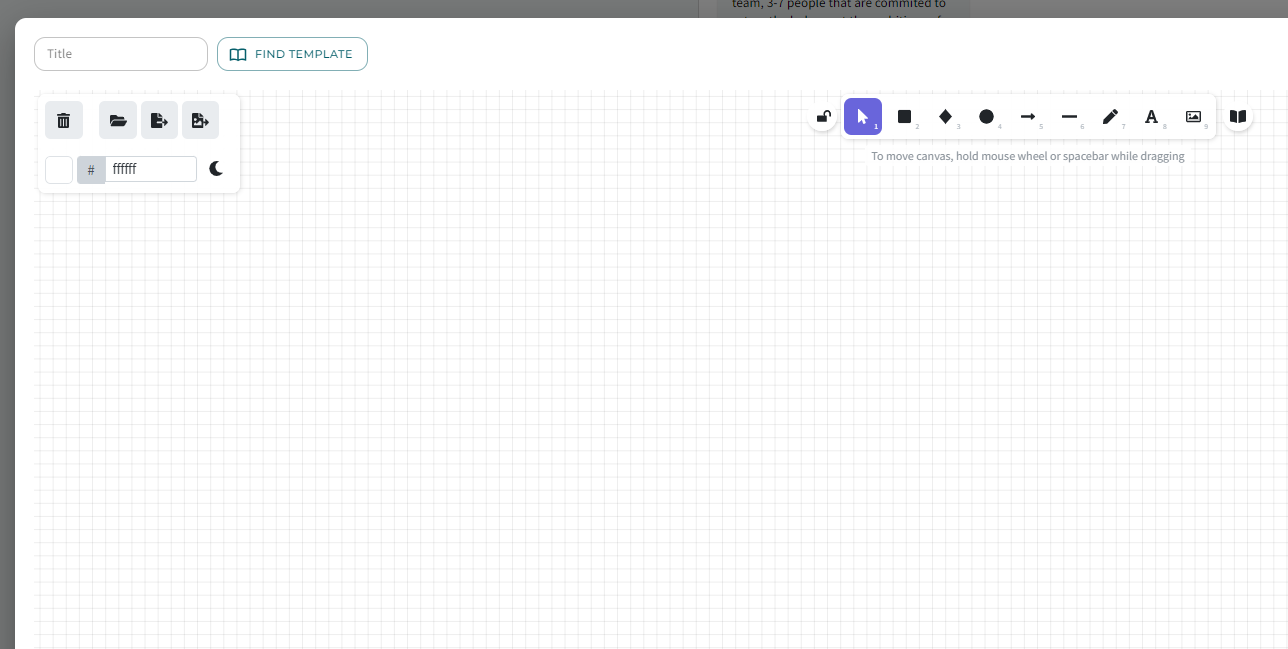 team, 3-7 people that are commited to
Title
FIND TEMPLATE
1 2 3 4 5 6 7 A 8 9
To move canvas, hold mouse wheel or spacebar while dragging
# ffffff